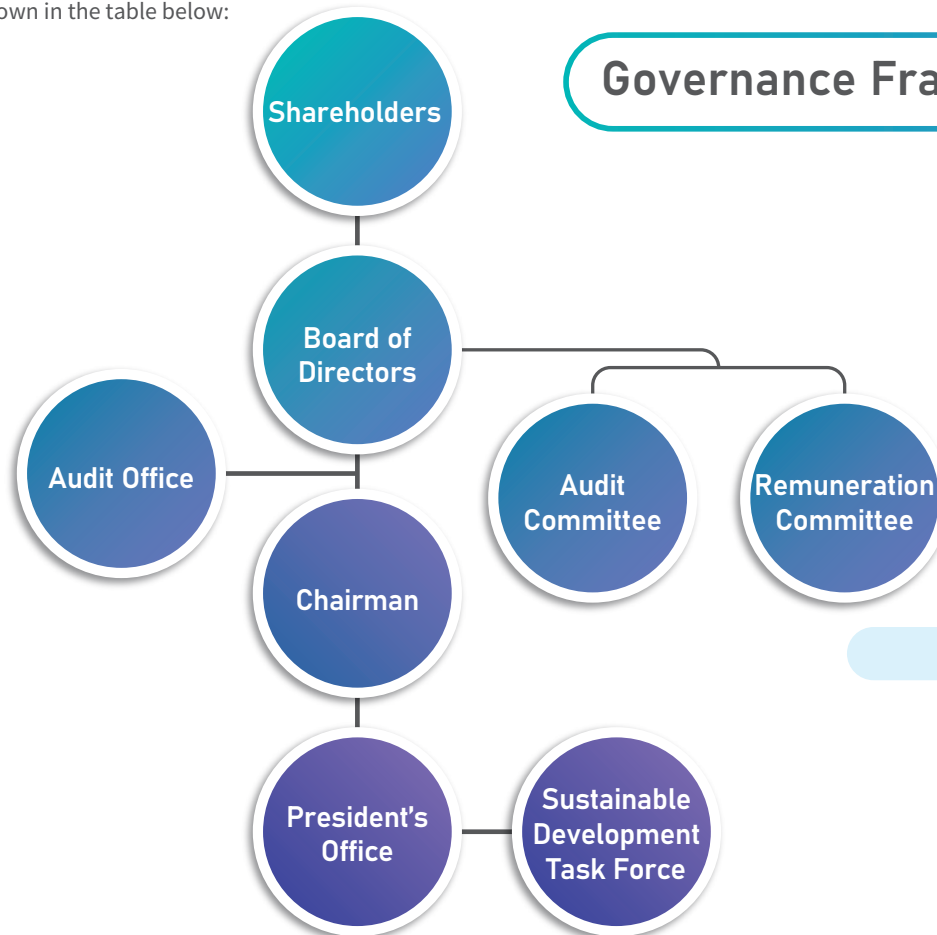 own in the table below:
Governance Fra
Shareholders
Board of
Directors
Audit Office
Audit
Committee
Remuneration
Committee
Chairman
President's
Office
Sustainable
Development
Task Force